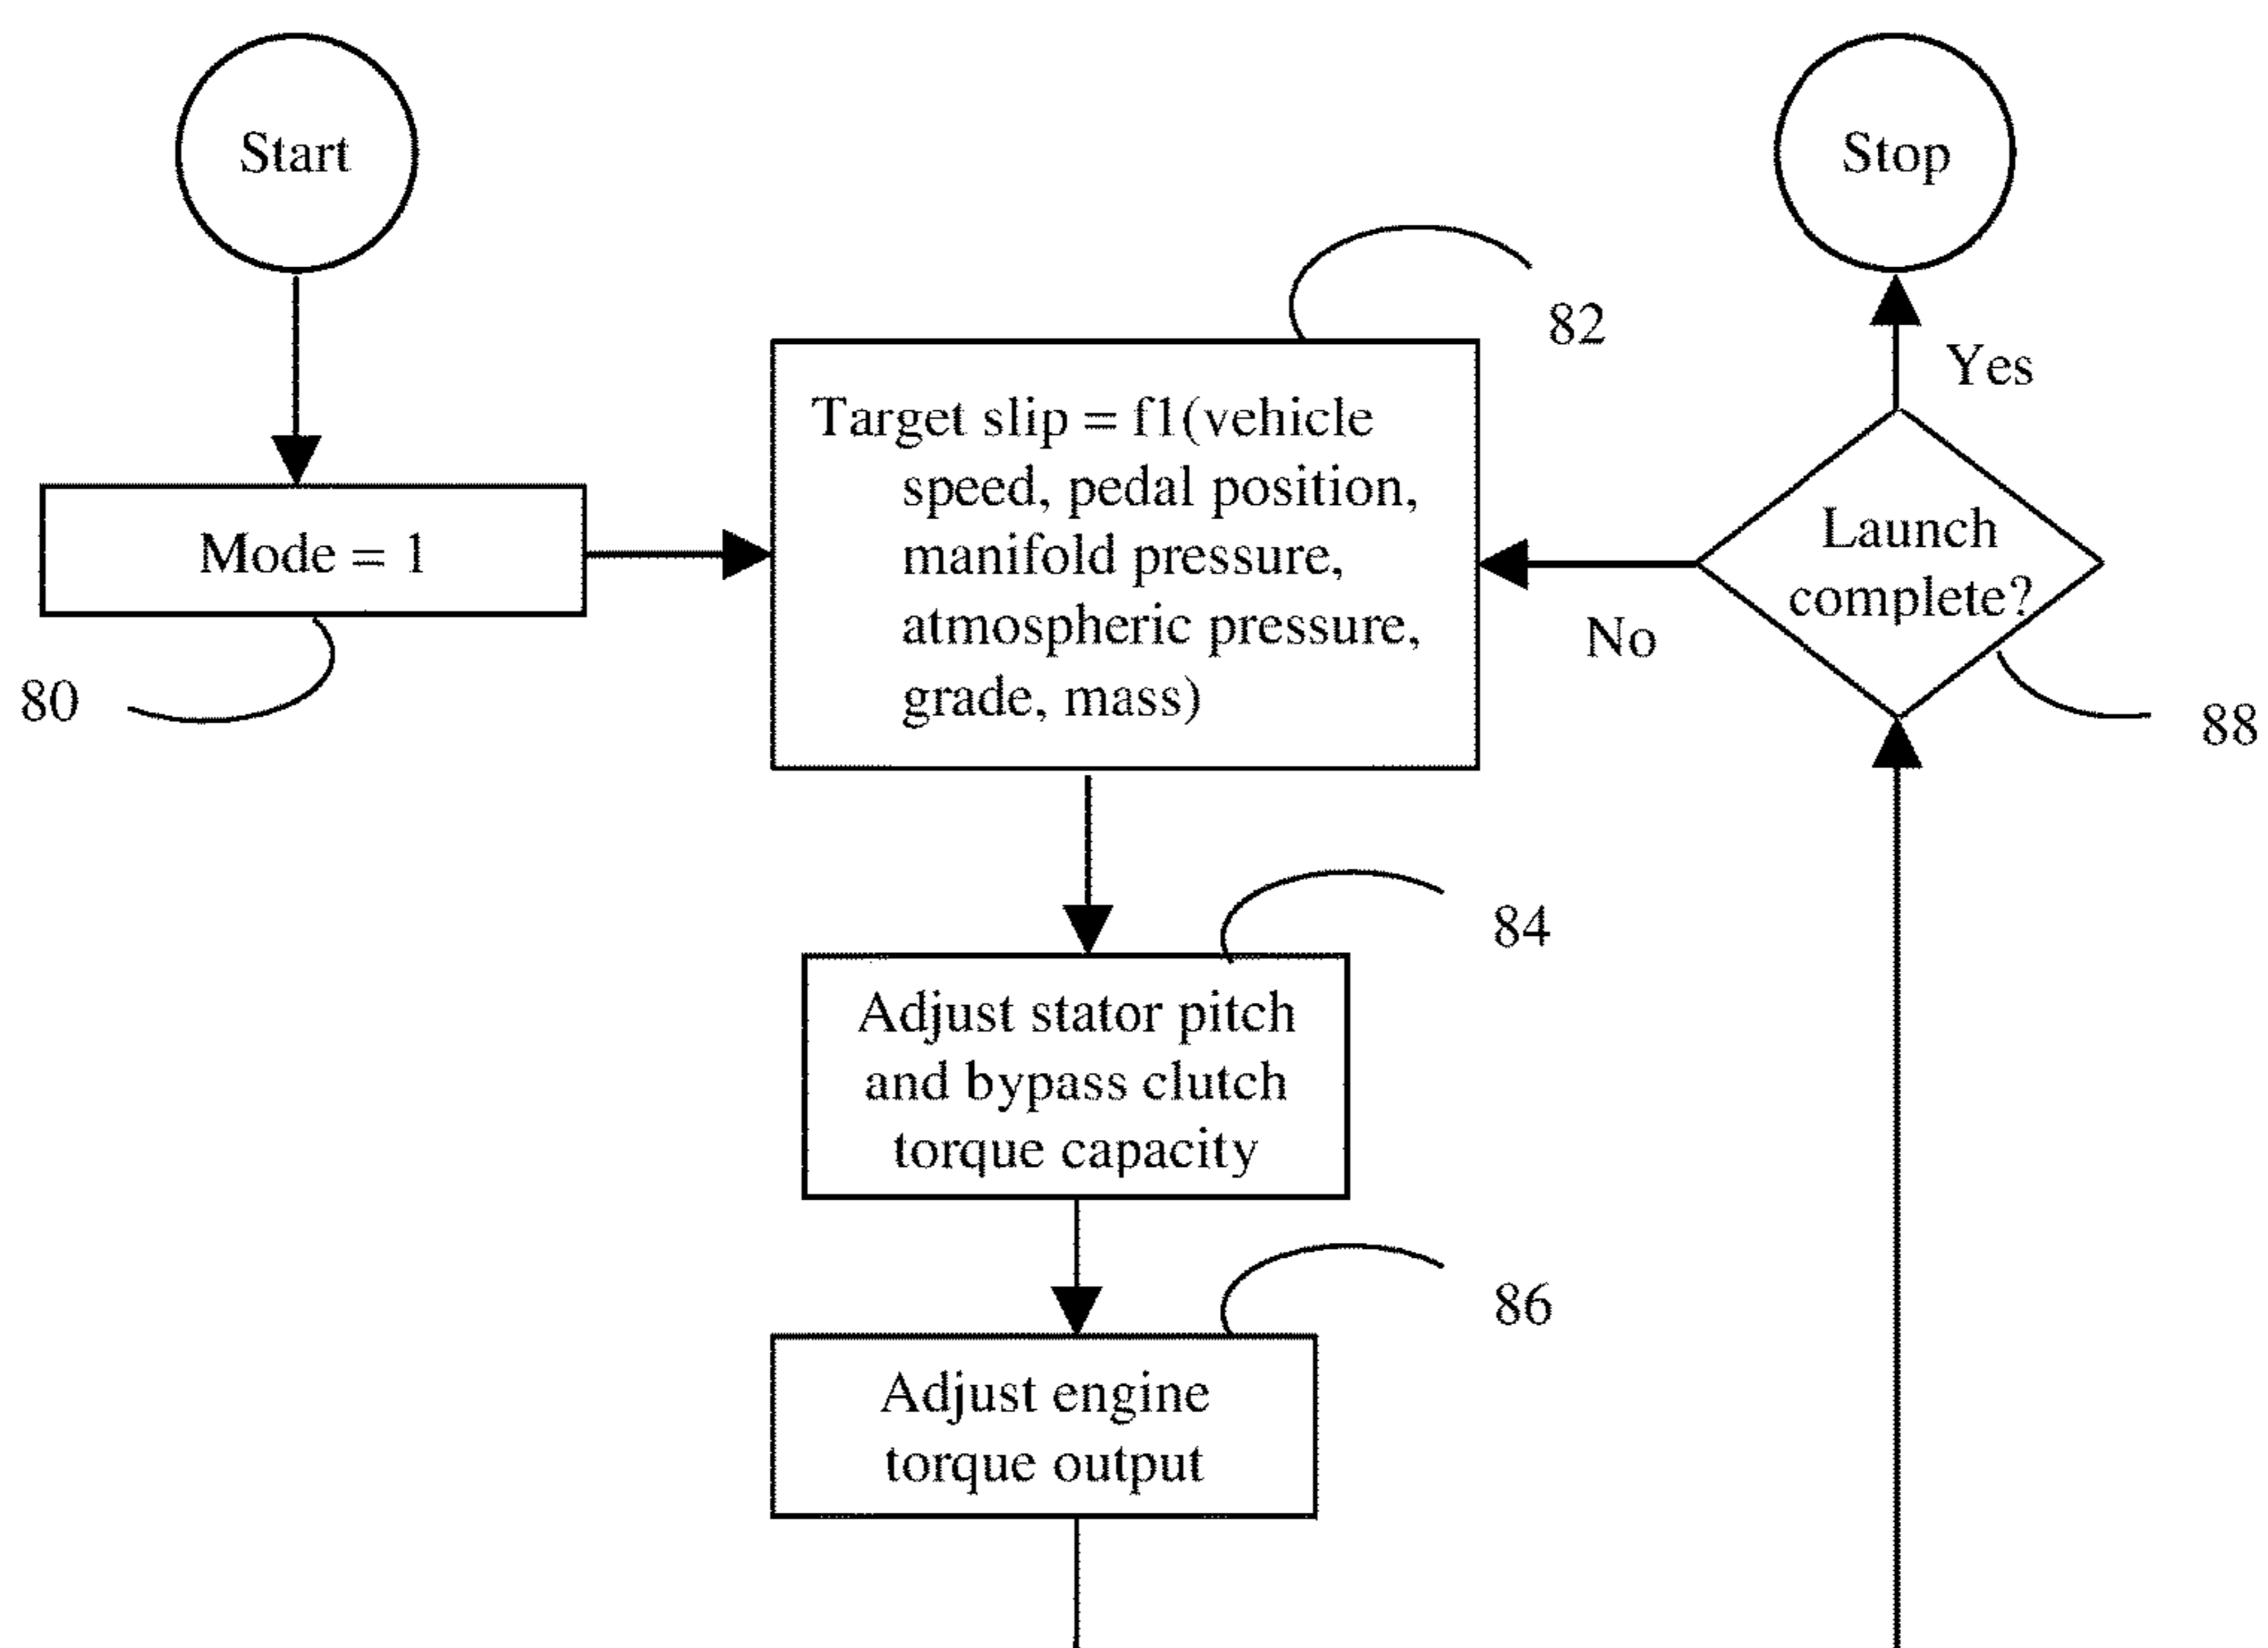 Start
Stop
82
Yes
Target slip = f1(vehicle
speed, pedal position,
manifold pressure,
atmospheric pressure,
grade, mass)
Mode = 1
Launch
complete?
No
80
88
84
Adjust stator pitch
and bypass clutch
torque capacity
86
Adjust engine
torque output